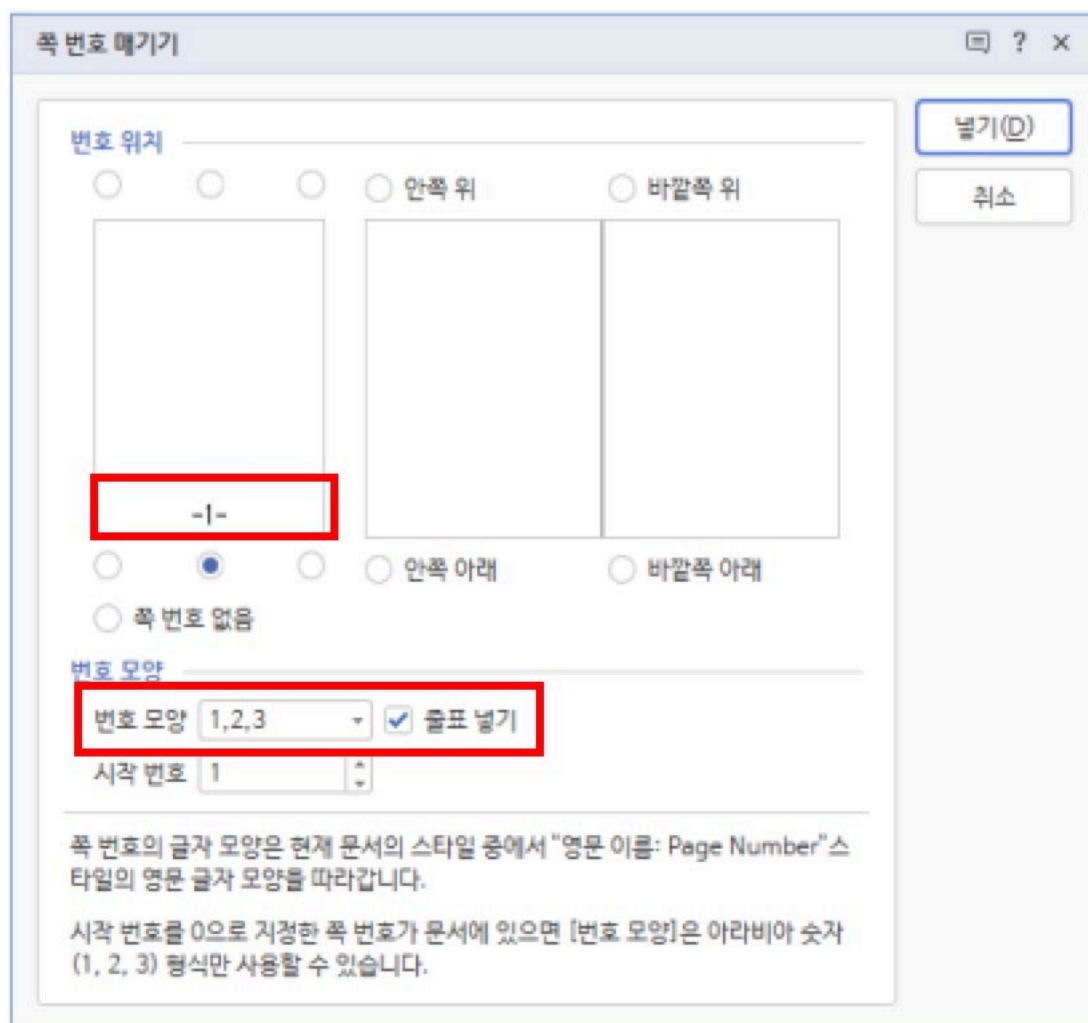 쪽 번호 매기기
?
넣기(D)
취소
번호 위치
안쪽 위
바깥쪽 위
-1-
안쪽 아래
바깥쪽 아래
쪽 번호 없음
번호 모양
번호 모양 1,2,3 줄표 넣기
시작 번호 1
쪽 번호의 글자 모양은 현재 문서의 스타일 중에서 "영문 이름: Page Number"스
타일의 영문 글자 모양을 따라갑니다.
시작 번호를 0으로 지정한 쪽 번호가 문서에 있으면 [번호 모양]은 아라비아 숫자
(1, 2, 3) 형식만 사용할 수 있습니다.